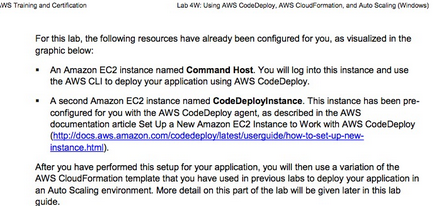 AWS Training and Certification
Lab 4W: Using AWS CodeDeploy, AWS CloudFormation, and Auto Scaling (Windows)
For this lab, the following resources have already been configured for you, as visualized in the
graphic below:
▪ An Amazon EC2 instance named Command Host. You will log into this instance and use
the AWS CLI to deploy your application using AWS CodeDeploy.
▪ A second Amazon EC2 instance named CodeDeployInstance. This instance has been pre-
configured for you with the AWS CodeDeploy agent, as described in the AWS
documentation article Set Up a New Amazon EC2 Instance to Work with AWS CodeDeploy
(http://docs.aws.amazon.com/codedeploy/latest/userguide/how-to-set-up-new-
instance.html).
After you have performed this setup for your application, you will then use a variation of the
AWS CloudFormation template that you have used in previous labs to deploy your application in
an Auto Scaling environment. More detail on this part of the lab will be given later in this lab
guide.